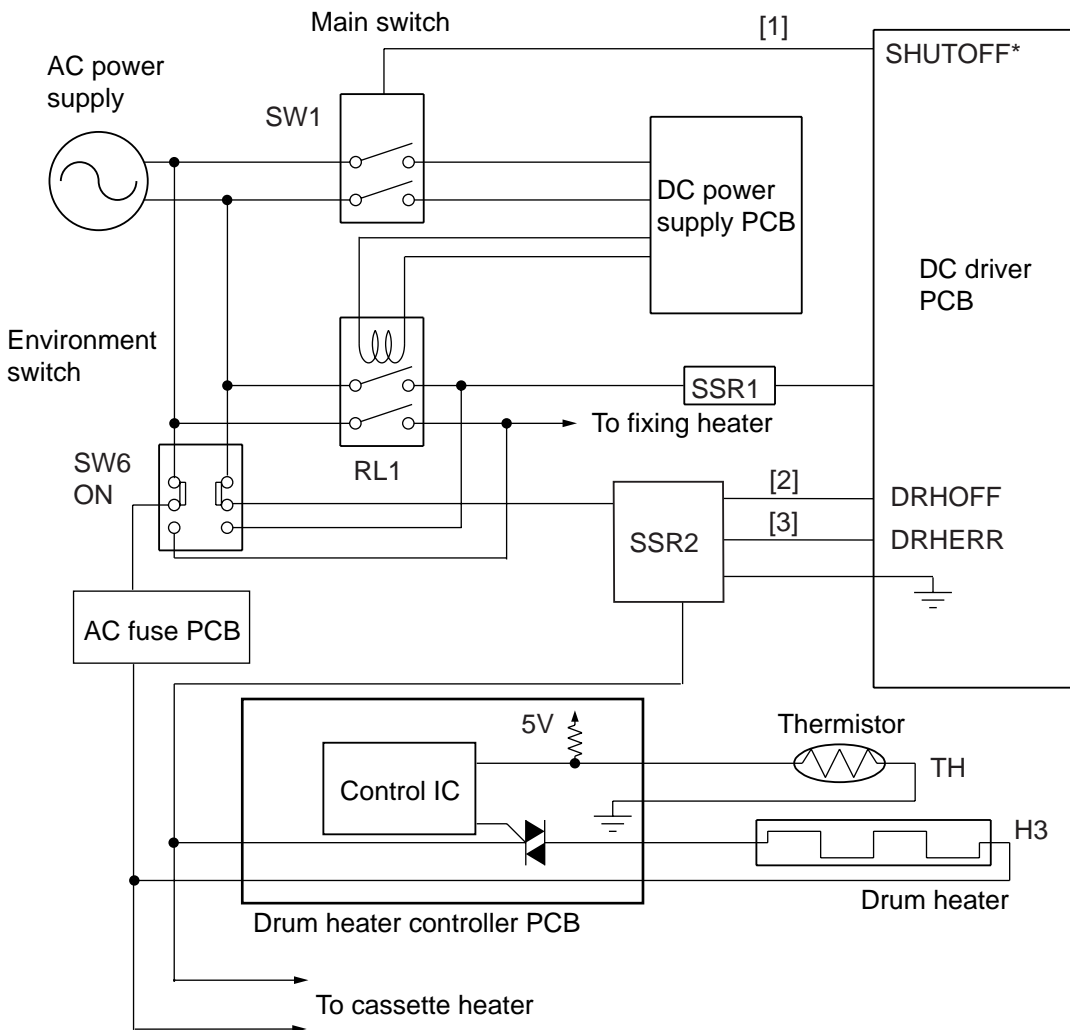 Main switch
[1]
SHUTOFF*
AC power
supply
SW1
DC power
supply PCB
DC driver
PCB
Environment
switch
SSR1
To fixing heater
RL1
SW6
ON
[2]
DRHOFF
[3]
DRHERR
SSR2
AC fuse PCB
5V
Thermistor
TH
Control IC
H3
Drum heater
Drum heater controller PCB
To cassette heater